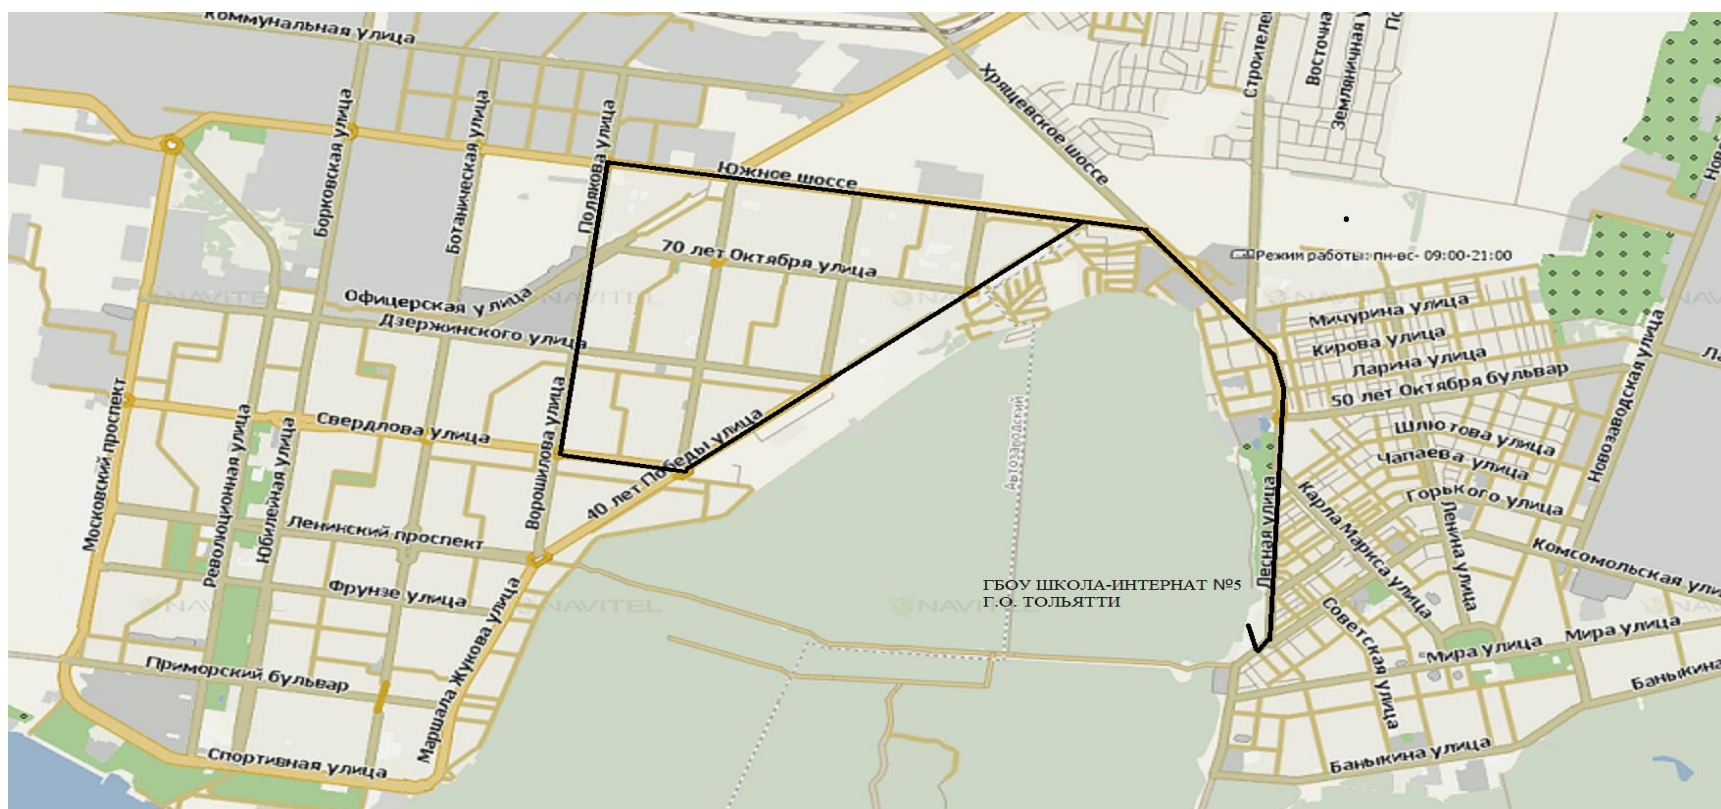 Коммунальная улица
Хрящевское шоссе
Восточная
Земляничная у
Борковская улица
Ботаническая улица
Полякова улица
Южное шоссе
70 лет Октября улица
Режим работы: пн-вс- 09:00-21:00
Офицерская улица
Дзержинского улица
Мичурина улица
Кирова улица
Ларина улица
50 лет Октября бульвар
Новозаводская улица
Московский проспект
Свердлова улица
Революционная улица
Юбилейная улица
Ворошилова улица
40 лет Победы улица
Автозаводский
Шлютова улица
Чапаева улица
Горького улица
Лесная улица
Карла Маркса улица
Ленина улица
Комсомольская ули
Ленинский проспект
Фрунзе улица
ГБОУ ШКОЛА-ИНТЕРНАТ №5
Г.О. ТОЛЬЯТТИ
Советская улица
Мира улица
Мира улица
Приморский бульвар
Маршала Жукова улица
Баныкина
Спортивная улица
Баныкина улица
NAVITEL
NAVITEL